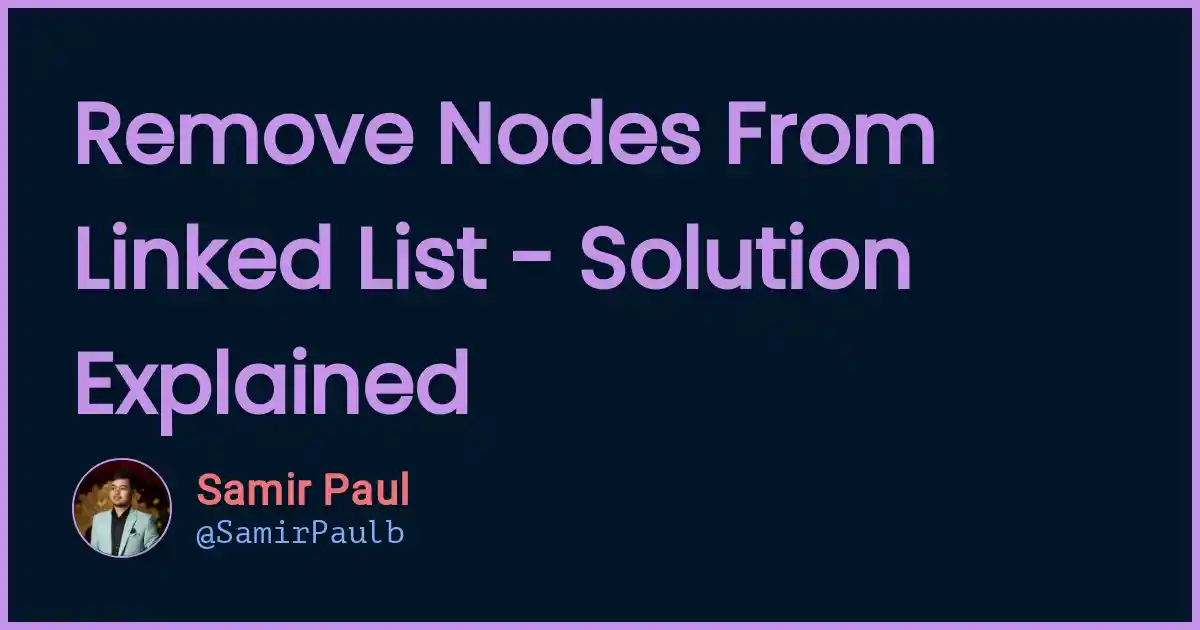 Remove Nodes From
Linked List - Solution
Explained
Samir Paul
@SamirPaulb